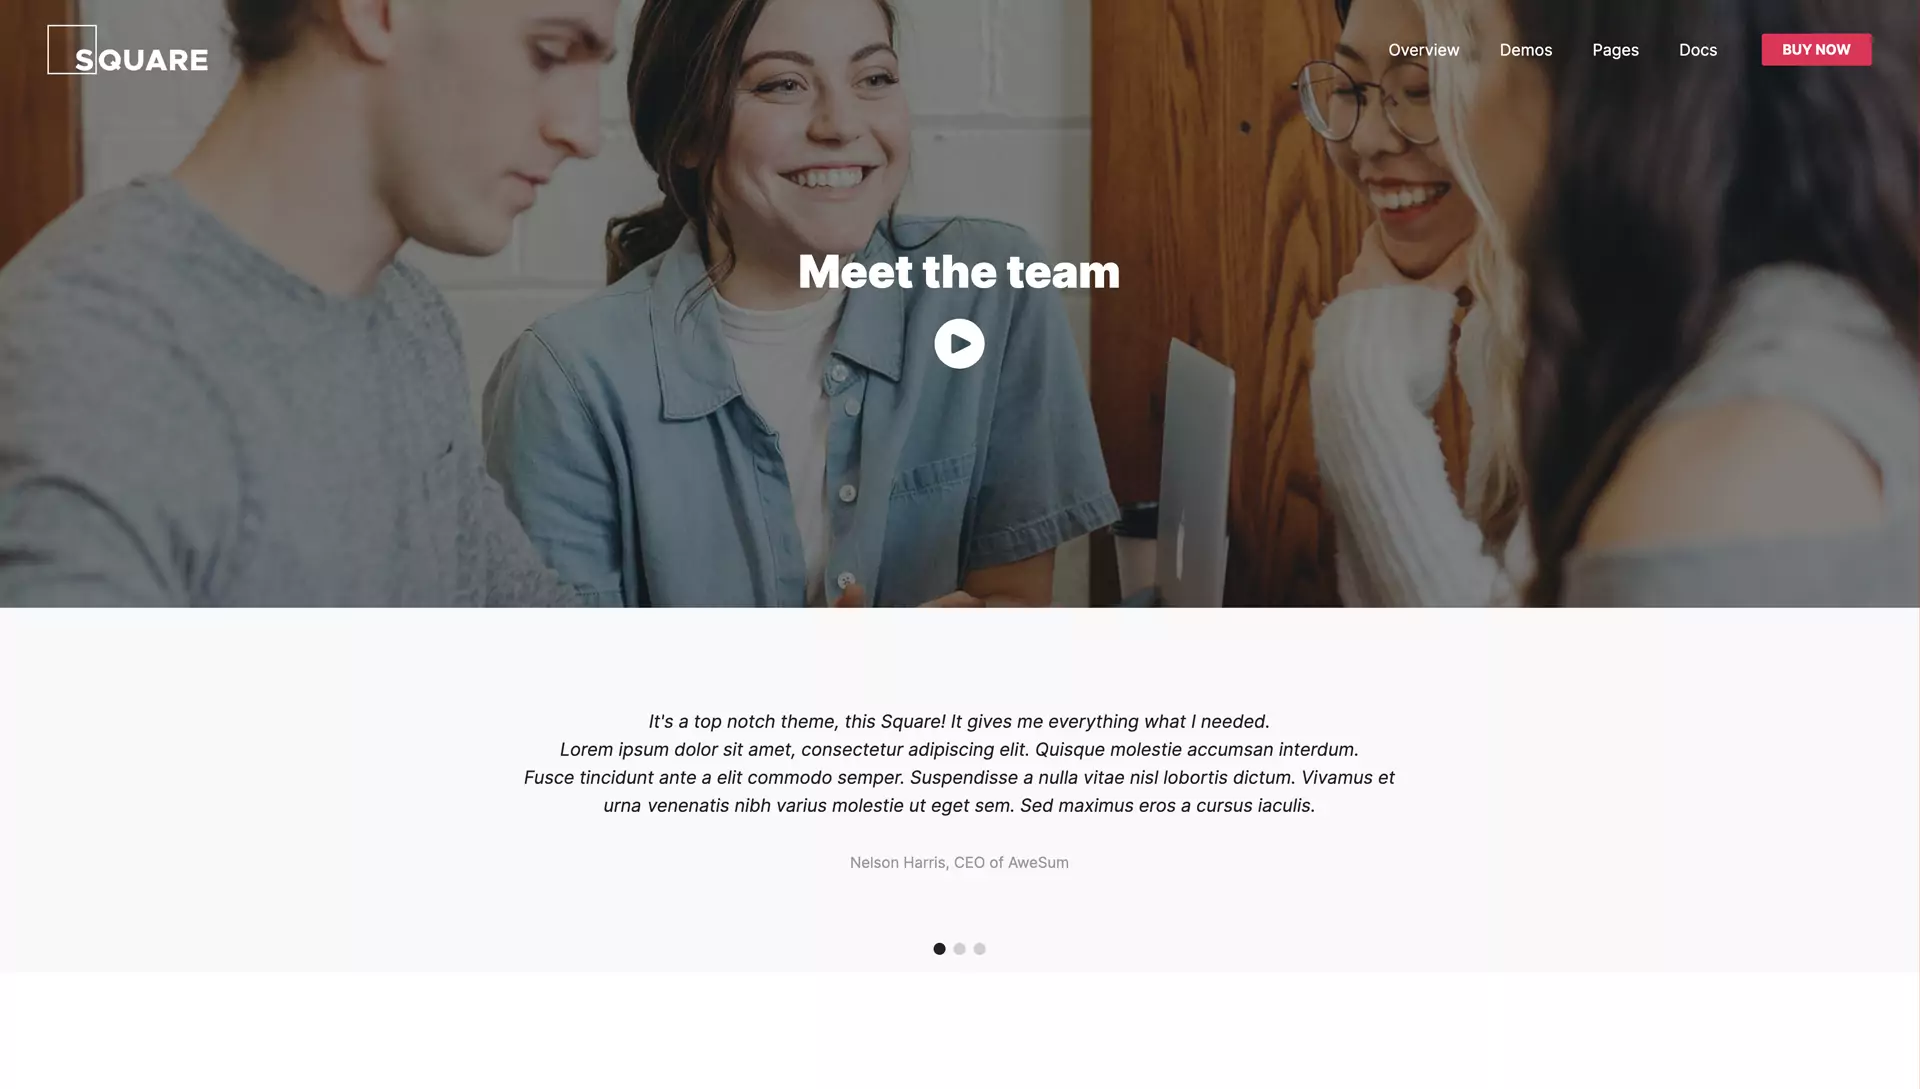 SQUARE
Overview
Demos
Pages
Docs
BUY NOW
Meet the team
It's a top notch theme, this Square! It gives me everything what I needed.
Lorem ipsum dolor sit amet, consectetur adipiscing elit. Quisque molestie accumsan interdum.
Fusce tincidunt ante a elit commodo semper. Suspendisse a nulla vitae nisl lobortis dictum. Vivamus et
urna venenatis nibh varius molestie ut eget sem. Sed maximus eros a cursus iaculis.
Nelson Harris, CEO of AweSum